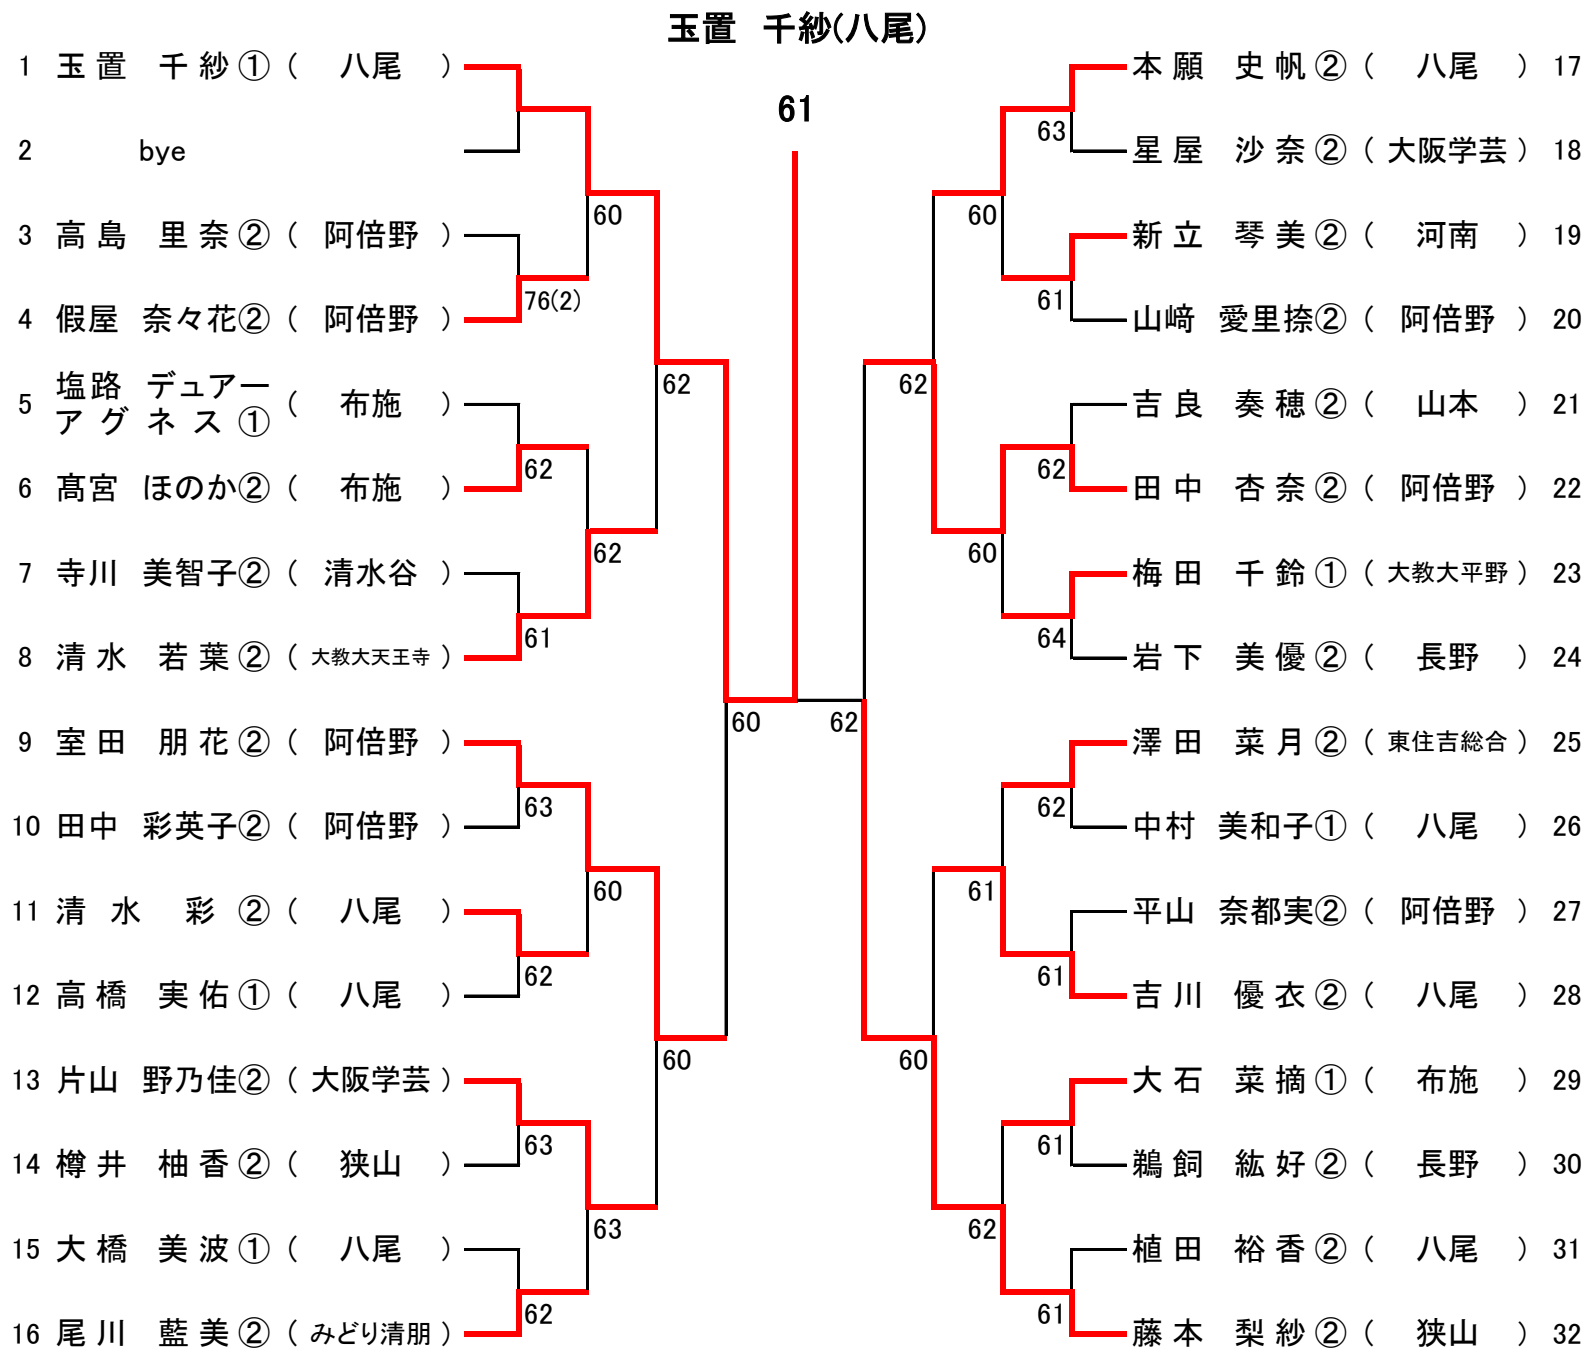 玉置 千紗(八尾)
61
1 玉置 千紗① ( 八尾 )
2 bye
3 高島 里奈② ( 阿倍野 )
4 假屋 奈々花② ( 阿倍野 )
5 塩路 デュアー
アグネス① ( 布施 )
6 髙宮 ほのか② ( 布施 )
7 寺川 美智子② ( 清水谷 )
8 清水 若葉② ( 大教大天王寺 )
9 室田 朋花② ( 阿倍野 )
10 田中 彩英子② ( 阿倍野 )
11 清水 彩② ( 八尾 )
12 高橋 実佑① ( 八尾 )
13 片山 野乃佳② ( 大阪学芸 )
14 樽井 柚香② ( 狭山 )
15 大橋 美波① ( 八尾 )
16 尾川 藍美② ( みどり清朋 )
76(2)
62
61
63
62
63
62
60
62
60
63
62
60
60
62
62
60
60
60
61
62
63
61
62
64
62
61
61
61
本願 史帆② ( 八尾 ) 17
星屋 沙奈② ( 大阪学芸 ) 18
新立 琴美② ( 河南 ) 19
山﨑 愛里捺② ( 阿倍野 ) 20
吉良 奏穂② ( 山本 ) 21
田中 杏奈② ( 阿倍野 ) 22
梅田 千鈴① ( 大教大平野 ) 23
岩下 美優② ( 長野 ) 24
澤田 菜月② ( 東住吉総合 ) 25
中村 美和子① ( 八尾 ) 26
平山 奈都実② ( 阿倍野 ) 27
吉川 優衣② ( 八尾 ) 28
大石 菜摘① ( 布施 ) 29
鵜飼 紘好② ( 長野 ) 30
植田 裕香② ( 八尾 ) 31
藤本 梨紗② ( 狭山 ) 32